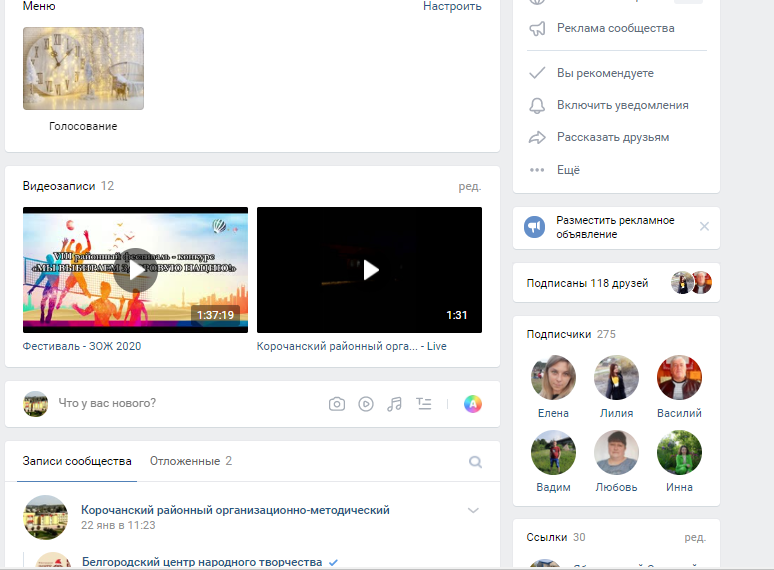 Меню
Настроить
Голосование
Видеозаписи 12
ред.
VIII районный фестиваль - конкурс
«МЫ ВЫБИРАЕМ ЗДОРОВУЮ НАЦИЮ!»
1:37:19
1:31
Фестиваль - ЗОЖ 2020
Корочанский районный орга... - Live
Что у вас нового?
Записи сообщества
Отложенные 2
Корочанский районный организационно-методический
22 янв в 11:23
Белгородский центр народного творчества
Реклама сообщества
Вы рекомендуете
Включить уведомления
Рассказать друзьям
Ещё
Разместить рекламное
объявление
Подписаны 118 друзей
Подписчики 275
Елена
Лилия
Василий
Вадим
Любовь
Инна
Ссылки 30
ред.